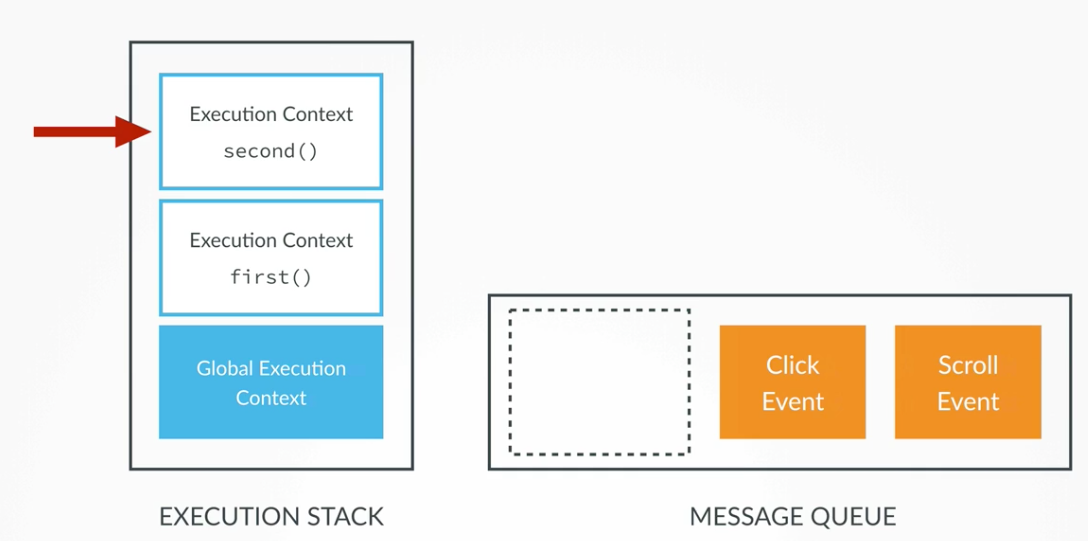 Execution Context
second()
Execution Context
first()
Global Execution
Context
EXECUTION STACK
Click
Event
Scroll
Event
MESSAGE QUEUE